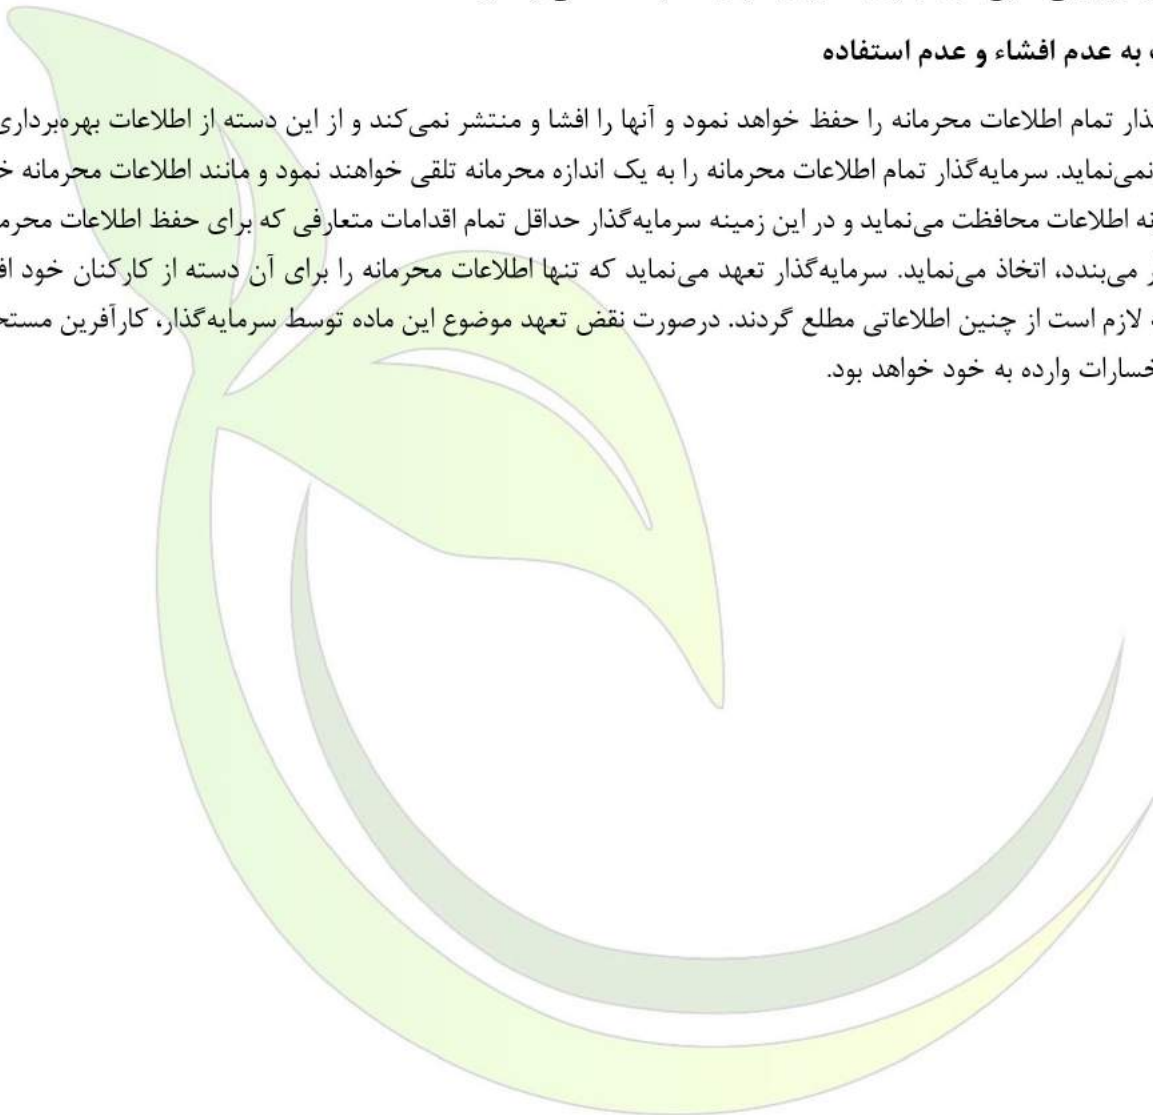 به عدم افشاء و عدم استفاده
تمام اطلاعات محرمانه را حفظ خواهد نمود و آنها را افشا و منتشر نمی‌کند و از این دسته از اطلاعات بهره‌برداری
نمی‌نماید. سرمایه‌گذار تمام اطلاعات محرمانه را به یک اندازه محرمانه تلقی خواهند نمود و مانند اطلاعات محرمانه
اطلاعات محافظت می‌نماید و در این زمینه سرمایه‌گذار حداقل تمام اقدامات متعارفی که برای حفظ اطلاعات
می‌بندد، اتخاذ می‌نماید. سرمایه‌گذار تعهد می‌نماید که تنها اطلاعات محرمانه را برای آن دسته از کارکنان خود
لازم است از چنین اطلاعاتی مطلع گردند. درصورت نقض تعهد موضوع این ماده توسط سرمایه‌گذار، کارآفرین
خسارات وارده به خود خواهد بود.